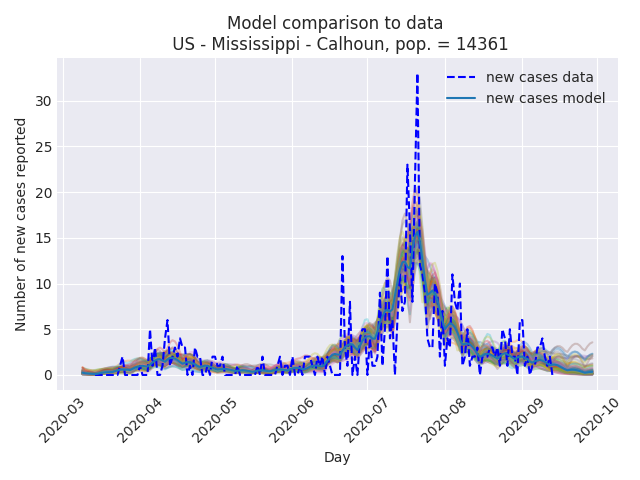 Model comparison to data
US - Mississippi - Calhoun, pop. = 14361
new cases data
new cases model
Number of new cases reported
30
25
20
15
10
5
0
2020-03
2020-04
2020-05
2020-06
2020-07
2020-08
2020-09
2020-10
Day